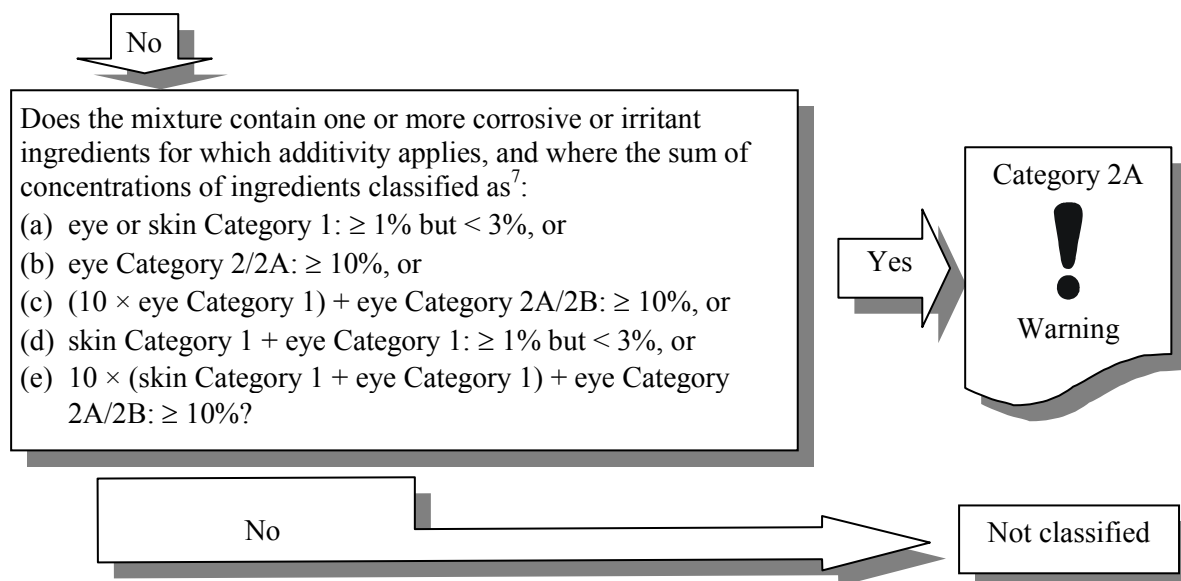 No
Does the mixture contain one or more corrosive or irritant
ingredients for which additivity applies, and where the sum of
concentrations of ingredients classified as⁷:
(a) eye or skin Category 1: ≥ 1% but < 3%, or
(b) eye Category 2/2A: ≥ 10%, or
(c) (10 × eye Category 1) + eye Category 2A/2B: ≥ 10%, or
(d) skin Category 1 + eye Category 1: ≥ 1% but < 3%, or
(e) 10 × (skin Category 1 + eye Category 1) + eye Category
2A/2B: ≥ 10%?
Yes
Category 2A
Warning
No
Not classified